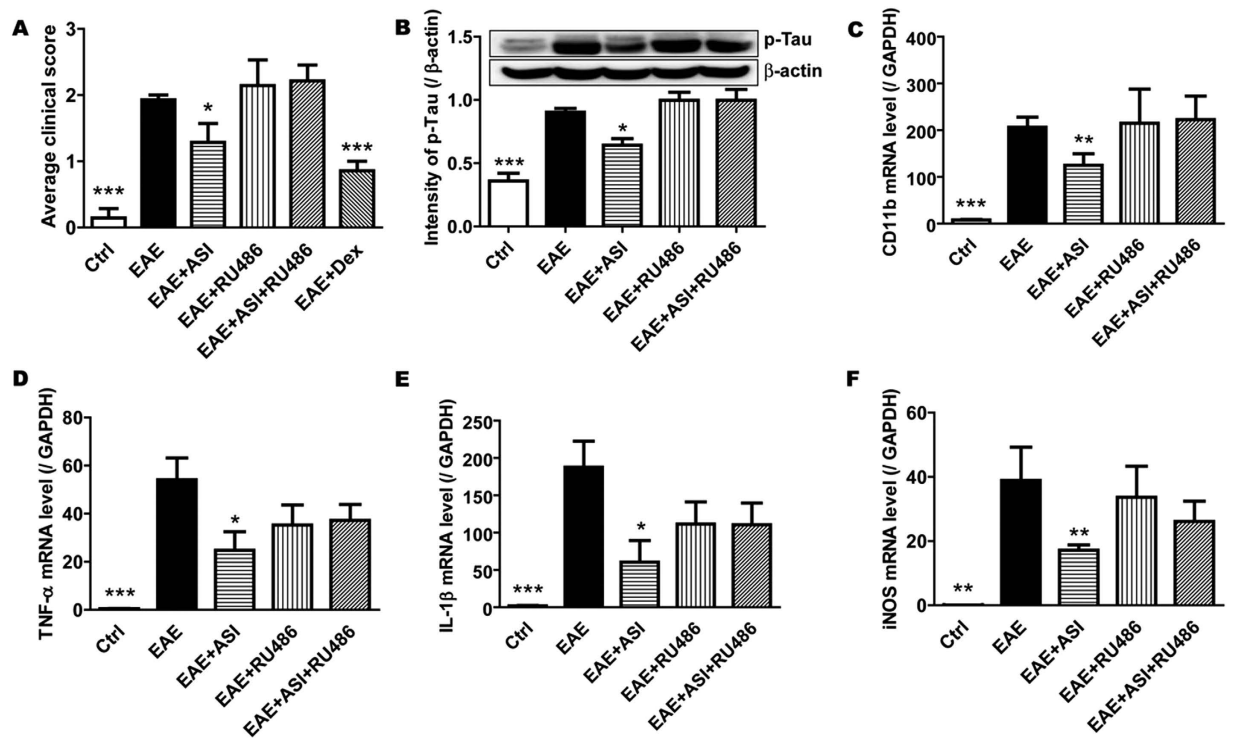 A
Average clinical score
3
2
1
0
***
*
***
Ctrl
EAE
EAE+ASI
EAE+RU486
EAE+ASI+RU486
EAE+Dex
B
Intensity of p-Tau (/ β-actin)
1.5
1.0
0.5
0.0
p-Tau
β-actin
***
*
Ctrl
EAE
EAE+ASI
EAE+RU486
EAE+ASI+RU486
C
CD11b mRNA level (/ GAPDH)
400
300
200
100
0
***
**
Ctrl
EAE
EAE+ASI
EAE+RU486
EAE+ASI+RU486
D
TNF-α mRNA level (/ GAPDH)
80
60
40
20
0
***
*
Ctrl
EAE
EAE+ASI
EAE+RU486
EAE+ASI+RU486
E
IL-1β mRNA level (/ GAPDH)
250
200
150
100
50
0
***
*
Ctrl
EAE
EAE+ASI
EAE+RU486
EAE+ASI+RU486
F
iNOS mRNA level (/ GAPDH)
60
40
20
0
**
**
Ctrl
EAE
EAE+ASI
EAE+RU486
EAE+ASI+RU486